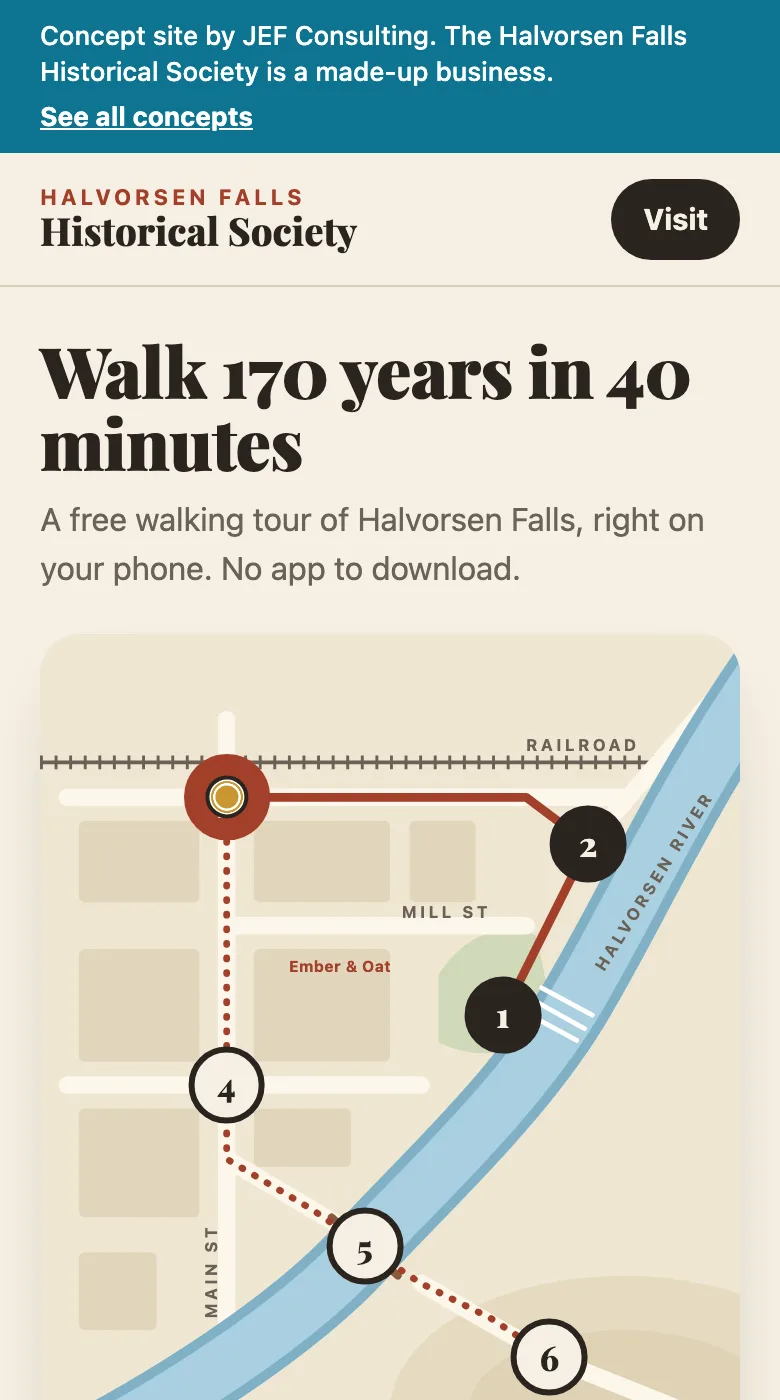 Concept site by JEF Consulting. The Halvorsen Falls
Historical Society is a made-up business.
See all concepts
HALVORSEN FALLS
Historical Society
Visit
Walk 170 years in 40
minutes
A free walking tour of Halvorsen Falls, right on
your phone. No app to download.
RAILROAD
2
HALVORSEN RIVER
MILL ST
Ember & Oat
1
4
MAIN ST
5
6